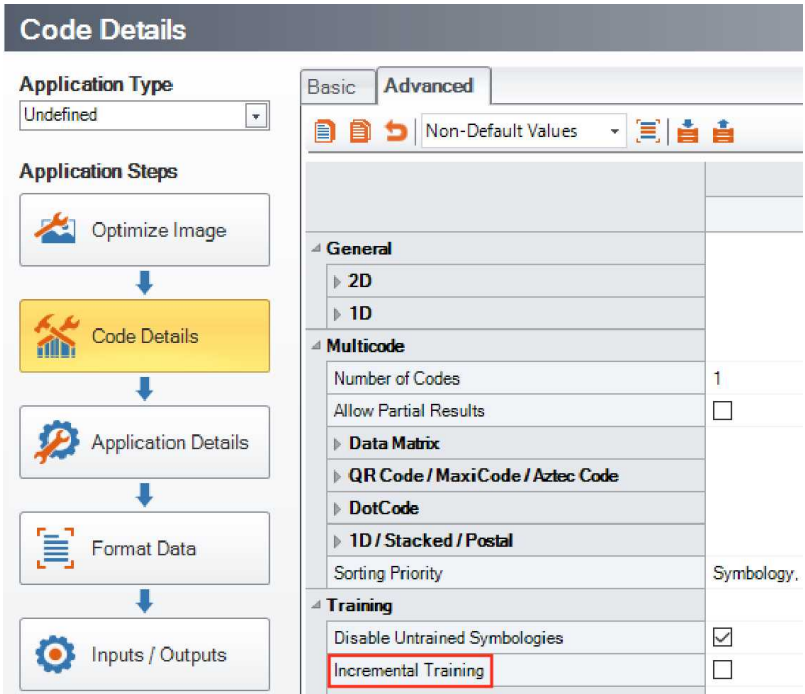 Code Details
Application Type
Undefined
Application Steps
Optimize Image
Code Details
Application Details
Format Data
Inputs / Outputs
Basic
Advanced
Non-Default Values
General
2D
1D
Multicode
Number of Codes 1
Allow Partial Results
Data Matrix
QR Code / MaxiCode / Aztec Code
DotCode
1D / Stacked / Postal
Sorting Priority Symbology,
Training
Disable Untrained Symbologies
Incremental Training